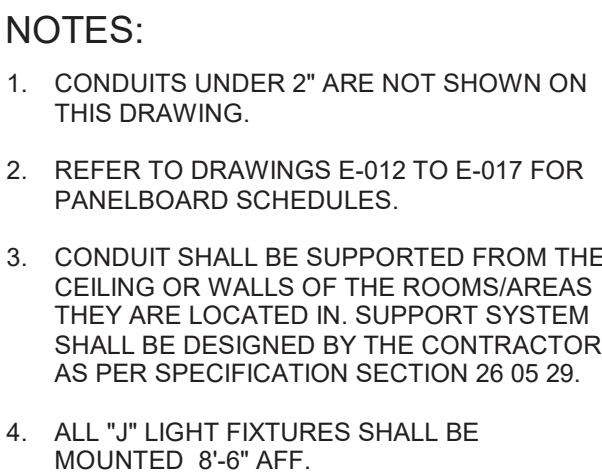 NOTES:
1. CONDUITS UNDER 2" ARE NOT SHOWN ON
THIS DRAWING.
2. REFER TO DRAWINGS E-012 TO E-017 FOR
PANELBOARD SCHEDULES.
3. CONDUIT SHALL BE SUPPORTED FROM THE
CEILING OR WALLS OF THE ROOMS/AREAS
THEY ARE LOCATED IN. SUPPORT SYSTEM
SHALL BE DESIGNED BY THE CONTRACTOR
AS PER SPECIFICATION SECTION 26 05 29.
4. ALL "J" LIGHT FIXTURES SHALL BE
MOUNTED 8'-6" AFF.